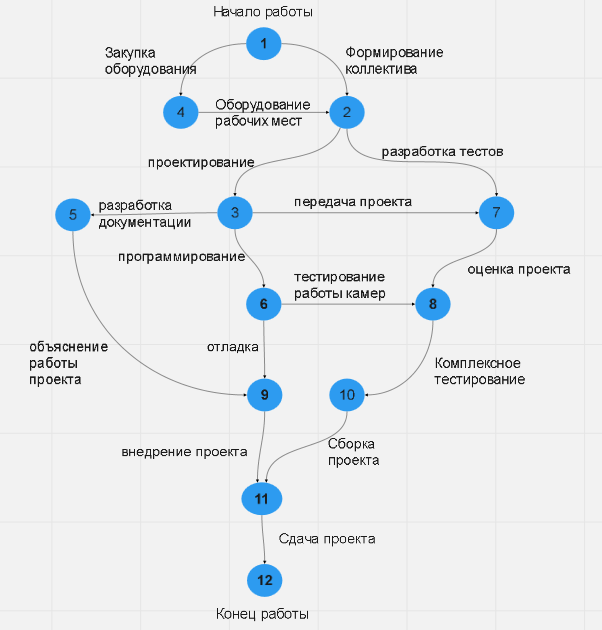 Начало работы
1
Закупка
оборудования
Формирование
коллектива
4
Оборудование
рабочих мест
2
проектирование
разработка тестов
5
разработка
документации
3
передача проекта
7
программирование
тестирование
работы камер
оценка проекта
6
8
объяснение
работы
проекта
отладка
Комплексное
тестирование
9
10
внедрение проекта
Сборка
проекта
11
Сдача проекта
12
Конец работы